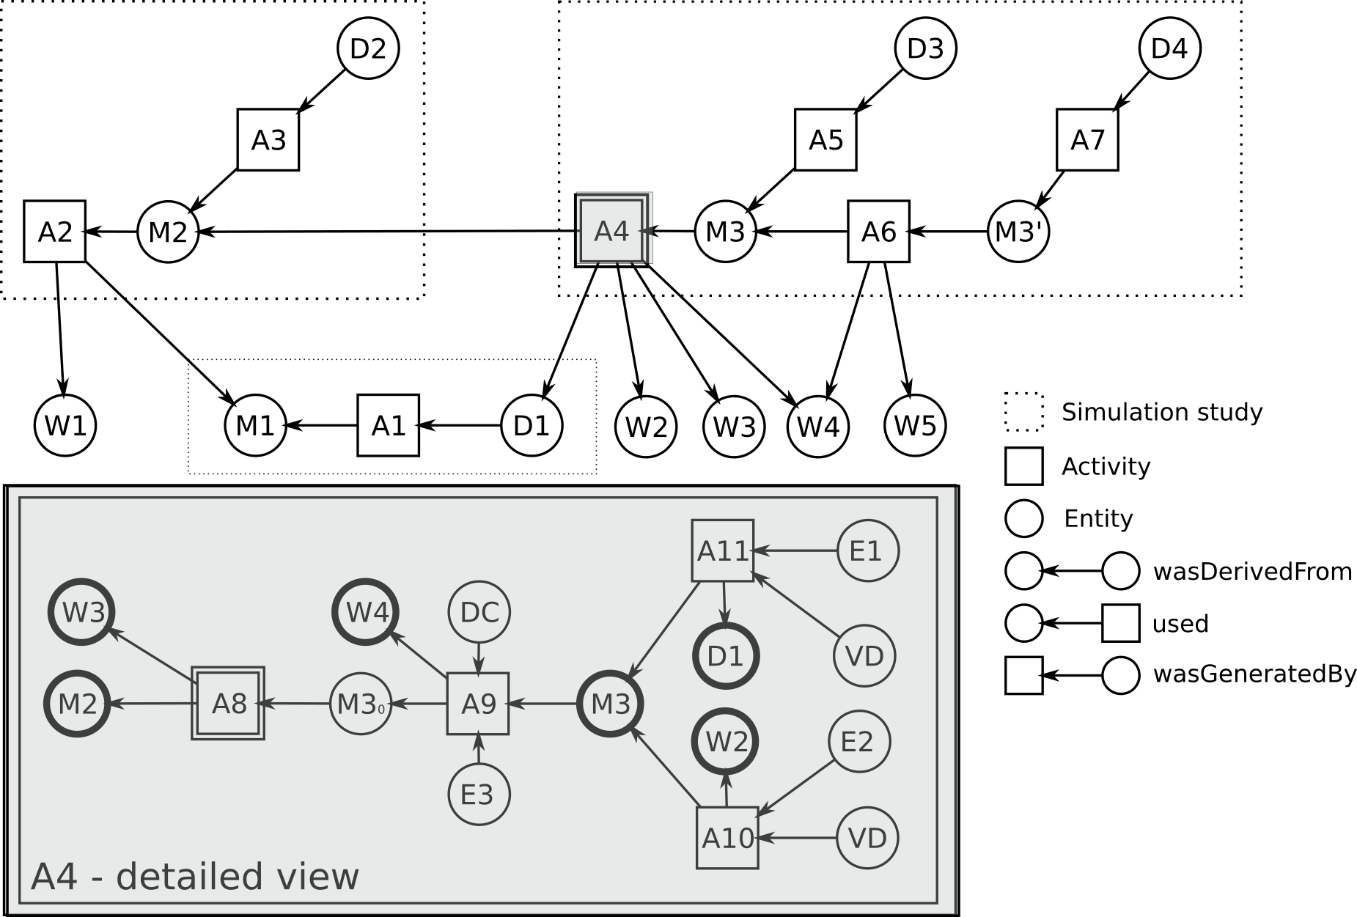 D2
D3
D4
A3
A5
A7
A2
M2
A4
M3
A6
M3'
W1
M1
A1
D1
W2
W3
W4
W5
Simulation study
Activity
Entity
wasDerivedFrom
used
wasGeneratedBy
A11
E1
W3
W4
DC
D1
VD
M2
A8
M3₀
A9
M3
W2
E2
E3
A10
VD
A4 - detailed view